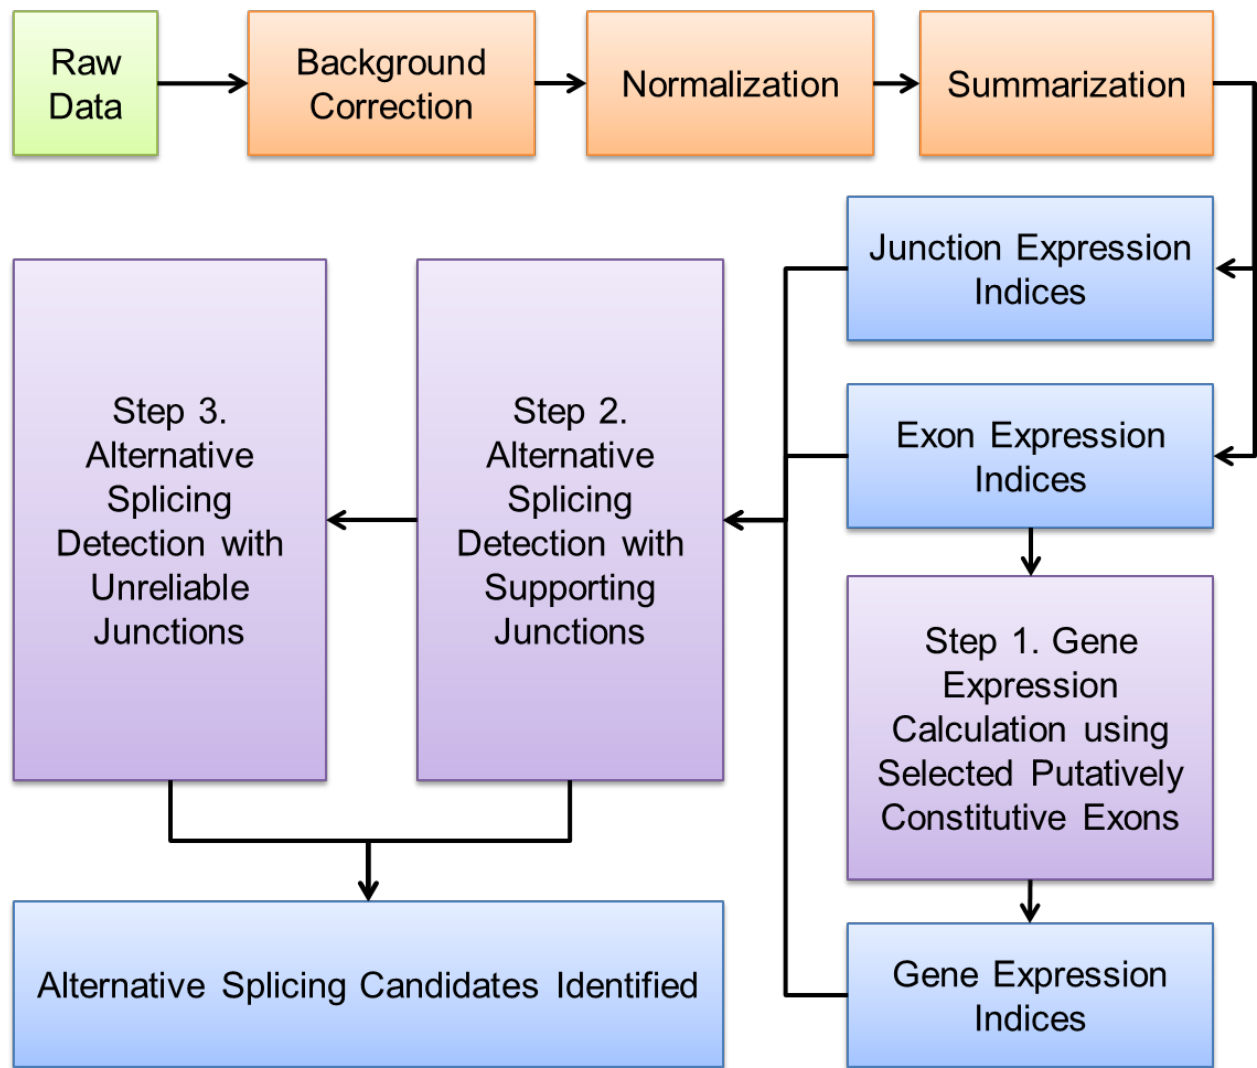 Raw
Data
Background
Correction
Normalization
Summarization
Junction Expression
Indices
Exon Expression
Indices
Step 1. Gene
Expression
Calculation using
Selected Putatively
Constitutive Exons
Gene Expression
Indices
Step 2.
Alternative
Splicing
Detection with
Supporting
Junctions
Step 3.
Alternative
Splicing
Detection with
Unreliable
Junctions
Alternative Splicing Candidates Identified